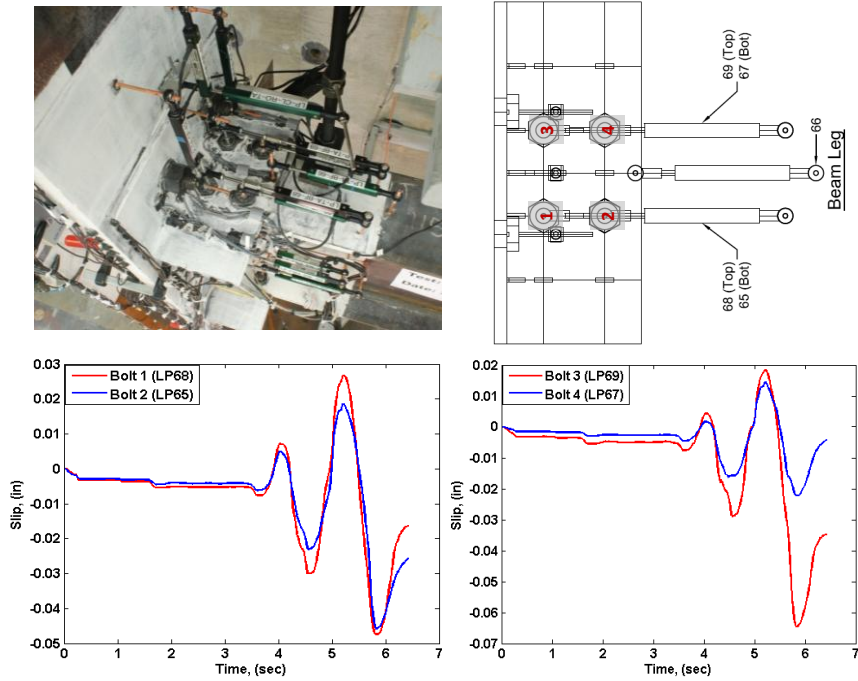 LP-CL-RO-TA
Test:
Date:
69 (Top)
67 (Bot)
3
4
66
Beam Leg
1
2
68 (Top)
65 (Bot)
0.03
0.02
0.01
0
-0.01
-0.02
-0.03
-0.04
-0.05
Slip, (in)
Bolt 1 (LP68)
Bolt 2 (LP65)
0 1 2 3 4 5 6 7
Time, (sec)
0.02
0.01
0
-0.01
-0.02
-0.03
-0.04
-0.05
-0.06
-0.07
Slip, (in)
Bolt 3 (LP69)
Bolt 4 (LP67)
0 1 2 3 4 5 6 7
Time, (sec)